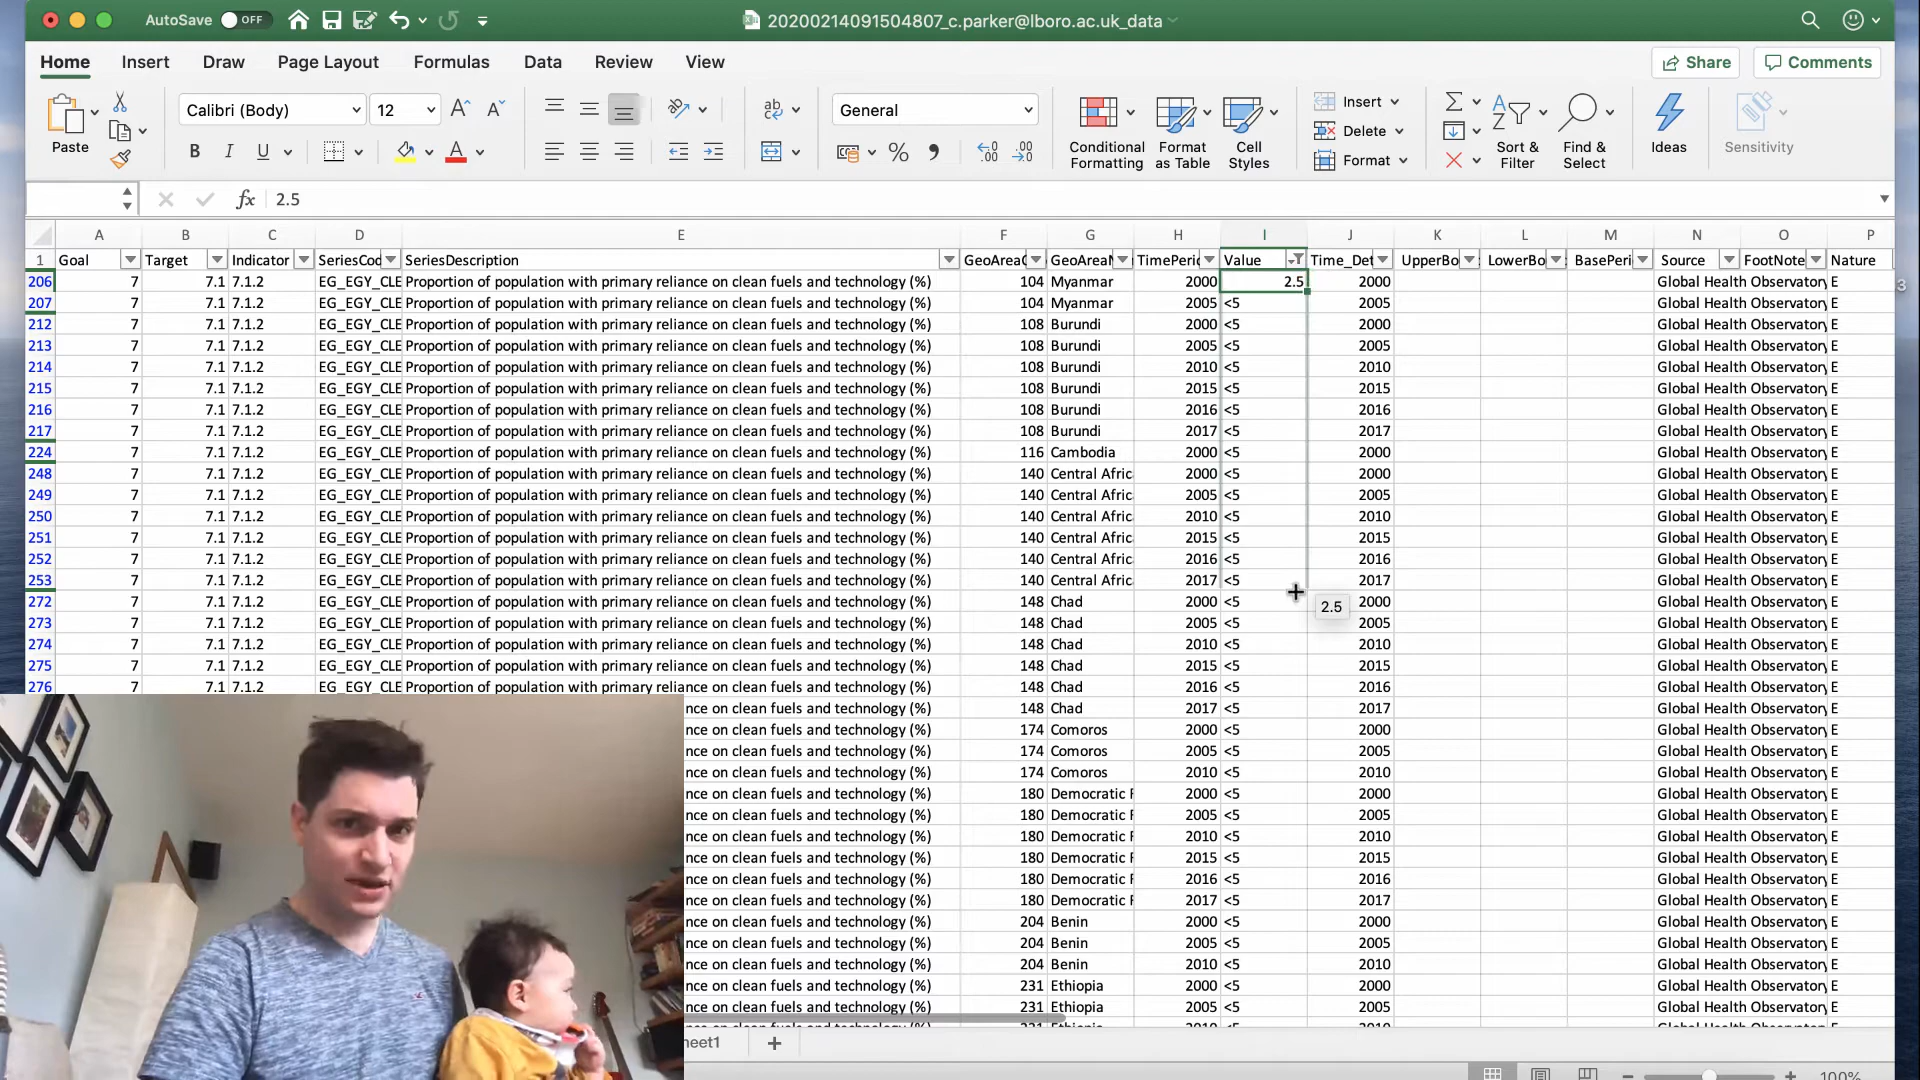 AutoSave OFF 20200214091504807_c.parker@lboro.ac.uk_data
Home Insert Draw Page Layout Formulas Data Review View Share Comments
Paste Calibri (Body) 12 A A ab General Conditional Formatting Format as Table Cell Styles Insert Delete Format Sort & Filter Find & Select Ideas Sensitivity
B I U A %
fx 2.5
A B C D E F G H I J K L M N O P
1 Goal Target Indicator SeriesCod SeriesDescription GeoArea GeoArea TimePeric Value Time_Det UpperBo LowerBo BasePeri Source FootNote Nature
206 7 7.1 7.1.2 EG_EGY_CLE Proportion of population with primary reliance on clean fuels and technology (%) 104 Myanmar 2000 2.5 2000 Global Health Observatory E
207 7 7.1 7.1.2 EG_EGY_CLE Proportion of population with primary reliance on clean fuels and technology (%) 104 Myanmar 2005 <5 2005 Global Health Observatory E
212 7 7.1 7.1.2 EG_EGY_CLE Proportion of population with primary reliance on clean fuels and technology (%) 108 Burundi 2000 <5 2000 Global Health Observatory E
213 7 7.1 7.1.2 EG_EGY_CLE Proportion of population with primary reliance on clean fuels and technology (%) 108 Burundi 2005 <5 2005 Global Health Observatory E
214 7 7.1 7.1.2 EG_EGY_CLE Proportion of population with primary reliance on clean fuels and technology (%) 108 Burundi 2010 <5 2010 Global Health Observatory E
215 7 7.1 7.1.2 EG_EGY_CLE Proportion of population with primary reliance on clean fuels and technology (%) 108 Burundi 2015 <5 2015 Global Health Observatory E
216 7 7.1 7.1.2 EG_EGY_CLE Proportion of population with primary reliance on clean fuels and technology (%) 108 Burundi 2016 <5 2016 Global Health Observatory E
217 7 7.1 7.1.2 EG_EGY_CLE Proportion of population with primary reliance on clean fuels and technology (%) 108 Burundi 2017 <5 2017 Global Health Observatory E
224 7 7.1 7.1.2 EG_EGY_CLE Proportion of population with primary reliance on clean fuels and technology (%) 116 Cambodia 2000 <5 2000 Global Health Observatory E
248 7 7.1 7.1.2 EG_EGY_CLE Proportion of population with primary reliance on clean fuels and technology (%) 140 Central Afric 2000 <5 2000 Global Health Observatory E
249 7 7.1 7.1.2 EG_EGY_CLE Proportion of population with primary reliance on clean fuels and technology (%) 140 Central Afric 2005 <5 2005 Global Health Observatory E
250 7 7.1 7.1.2 EG_EGY_CLE Proportion of population with primary reliance on clean fuels and technology (%) 140 Central Afric 2010 <5 2010 Global Health Observatory E
251 7 7.1 7.1.2 EG_EGY_CLE Proportion of population with primary reliance on clean fuels and technology (%) 140 Central Afric 2015 <5 2015 Global Health Observatory E
252 7 7.1 7.1.2 EG_EGY_CLE Proportion of population with primary reliance on clean fuels and technology (%) 140 Central Afric 2016 <5 2016 Global Health Observatory E
253 7 7.1 7.1.2 EG_EGY_CLE Proportion of population with primary reliance on clean fuels and technology (%) 140 Central Afric 2017 <5 2017 Global Health Observatory E
272 7 7.1 7.1.2 EG_EGY_CLE Proportion of population with primary reliance on clean fuels and technology (%) 148 Chad 2000 <5 2.5 2000 Global Health Observatory E
273 7 7.1 7.1.2 EG_EGY_CLE Proportion of population with primary reliance on clean fuels and technology (%) 148 Chad 2005 <5 2005 Global Health Observatory E
274 7 7.1 7.1.2 EG_EGY_CLE Proportion of population with primary reliance on clean fuels and technology (%) 148 Chad 2010 <5 2010 Global Health Observatory E
275 7 7.1 7.1.2 EG_EGY_CLE Proportion of population with primary reliance on clean fuels and technology (%) 148 Chad 2015 <5 2015 Global Health Observatory E
276 7 7.1 7.1.2 EG_EGY_CLE Proportion of population with primary reliance on clean fuels and technology (%) 148 Chad 2016 <5 2016 Global Health Observatory E
nce on clean fuels and technology (%) 148 Chad 2017 <5 2017 Global Health Observatory E
nce on clean fuels and technology (%) 174 Comoros 2000 <5 2000 Global Health Observatory E
nce on clean fuels and technology (%) 174 Comoros 2005 <5 2005 Global Health Observatory E
nce on clean fuels and technology (%) 174 Comoros 2010 <5 2010 Global Health Observatory E
nce on clean fuels and technology (%) 180 Democratic 2000 <5 2000 Global Health Observatory E
nce on clean fuels and technology (%) 180 Democratic 2005 <5 2005 Global Health Observatory E
nce on clean fuels and technology (%) 180 Democratic 2010 <5 2010 Global Health Observatory E
nce on clean fuels and technology (%) 180 Democratic 2015 <5 2015 Global Health Observatory E
nce on clean fuels and technology (%) 180 Democratic 2016 <5 2016 Global Health Observatory E
nce on clean fuels and technology (%) 180 Democratic 2017 <5 2017 Global Health Observatory E
nce on clean fuels and technology (%) 204 Benin 2000 <5 2000 Global Health Observatory E
nce on clean fuels and technology (%) 204 Benin 2005 <5 2005 Global Health Observatory E
nce on clean fuels and technology (%) 204 Benin 2010 <5 2010 Global Health Observatory E
nce on clean fuels and technology (%) 231 Ethiopia 2000 <5 2000 Global Health Observatory E
nce on clean fuels and technology (%) 231 Ethiopia 2005 <5 2005 Global Health Observatory E
heet1
100%